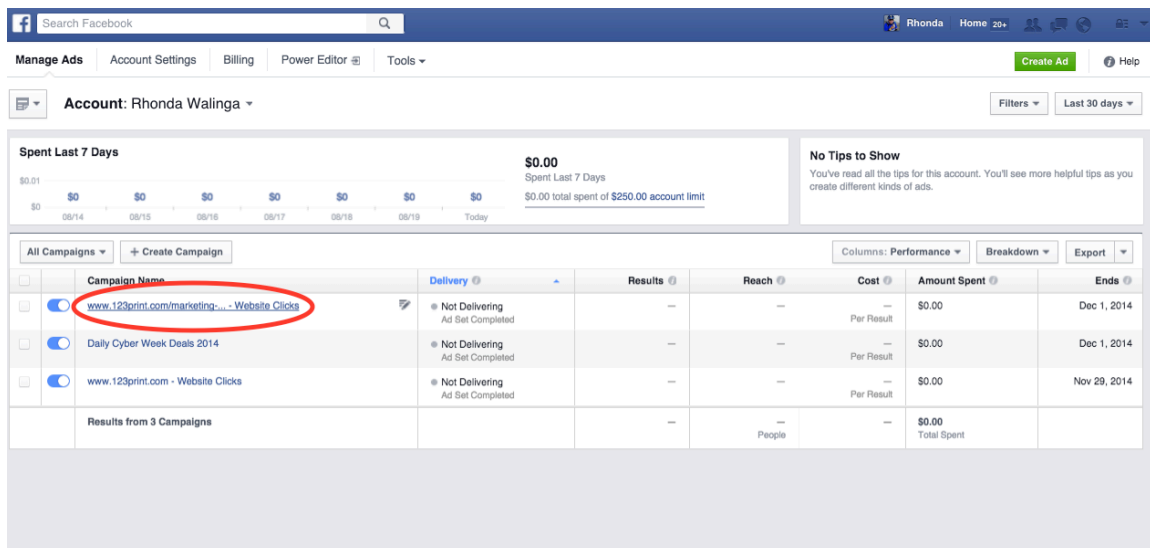 f Search Facebook Rhonda Home 20+
Manage Ads Account Settings Billing Power Editor Tools Create Ad Help
Account: Rhonda Walinga Filters Last 30 days
Spent Last 7 Days
$0.01
$0
$0 $0 $0 $0 $0 $0 $0
08/14 08/15 08/16 08/17 08/18 08/19 Today
$0.00
Spent Last 7 Days
$0.00 total spent of $250.00 account limit
No Tips to Show
You've read all the tips for this account. You'll see more helpful tips as you
create different kinds of ads.
All Campaigns + Create Campaign Columns: Performance Breakdown Export
Campaign Name Delivery Results Reach Cost Amount Spent Ends
www.123print.com/marketing-... - Website Clicks Not Delivering — — — $0.00 Dec 1, 2014
Ad Set Completed Per Result
Daily Cyber Week Deals 2014 Not Delivering — — — $0.00 Dec 1, 2014
Ad Set Completed Per Result
www.123print.com - Website Clicks Not Delivering — — — $0.00 Nov 29, 2014
Ad Set Completed Per Result
Results from 3 Campaigns — — — $0.00
People Total Spent